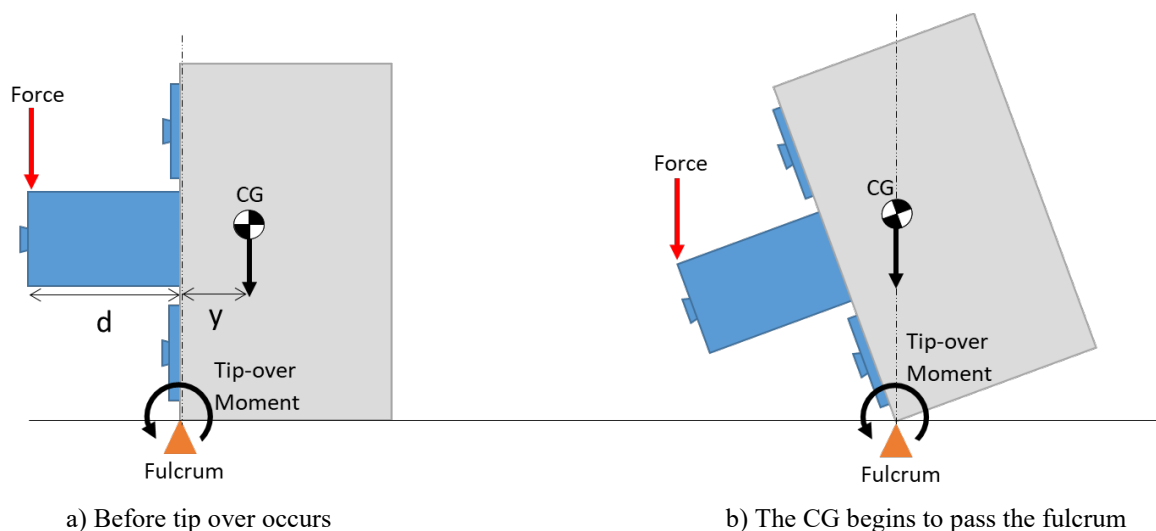 Force
CG
d
y
Tip-over
Moment
Fulcrum
a) Before tip over occurs
Force
CG
Tip-over
Moment
Fulcrum
b) The CG begins to pass the fulcrum